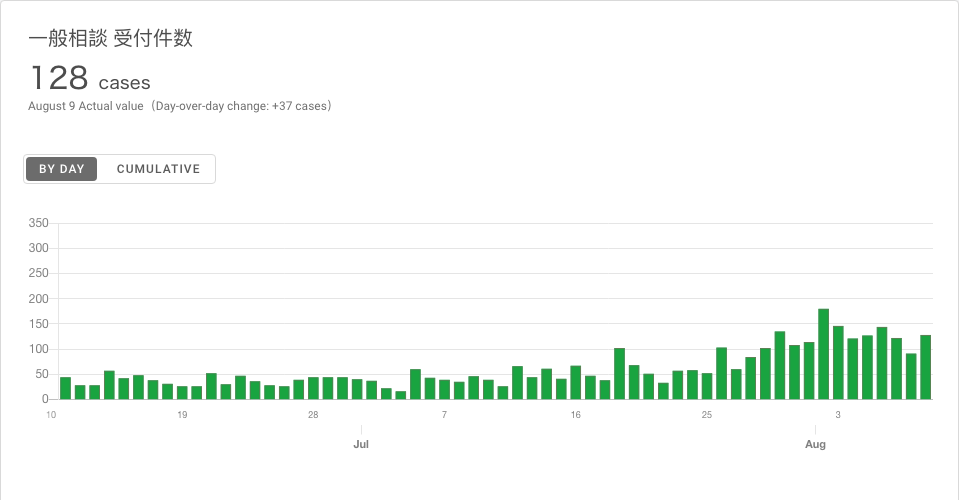 一般相談 受付件数
128 cases
August 9 Actual value（Day-over-day change: +37 cases）
BY DAY CUMULATIVE
350
300
250
200
150
100
50
0
10 19 28 7 16 25 3
Jul Aug